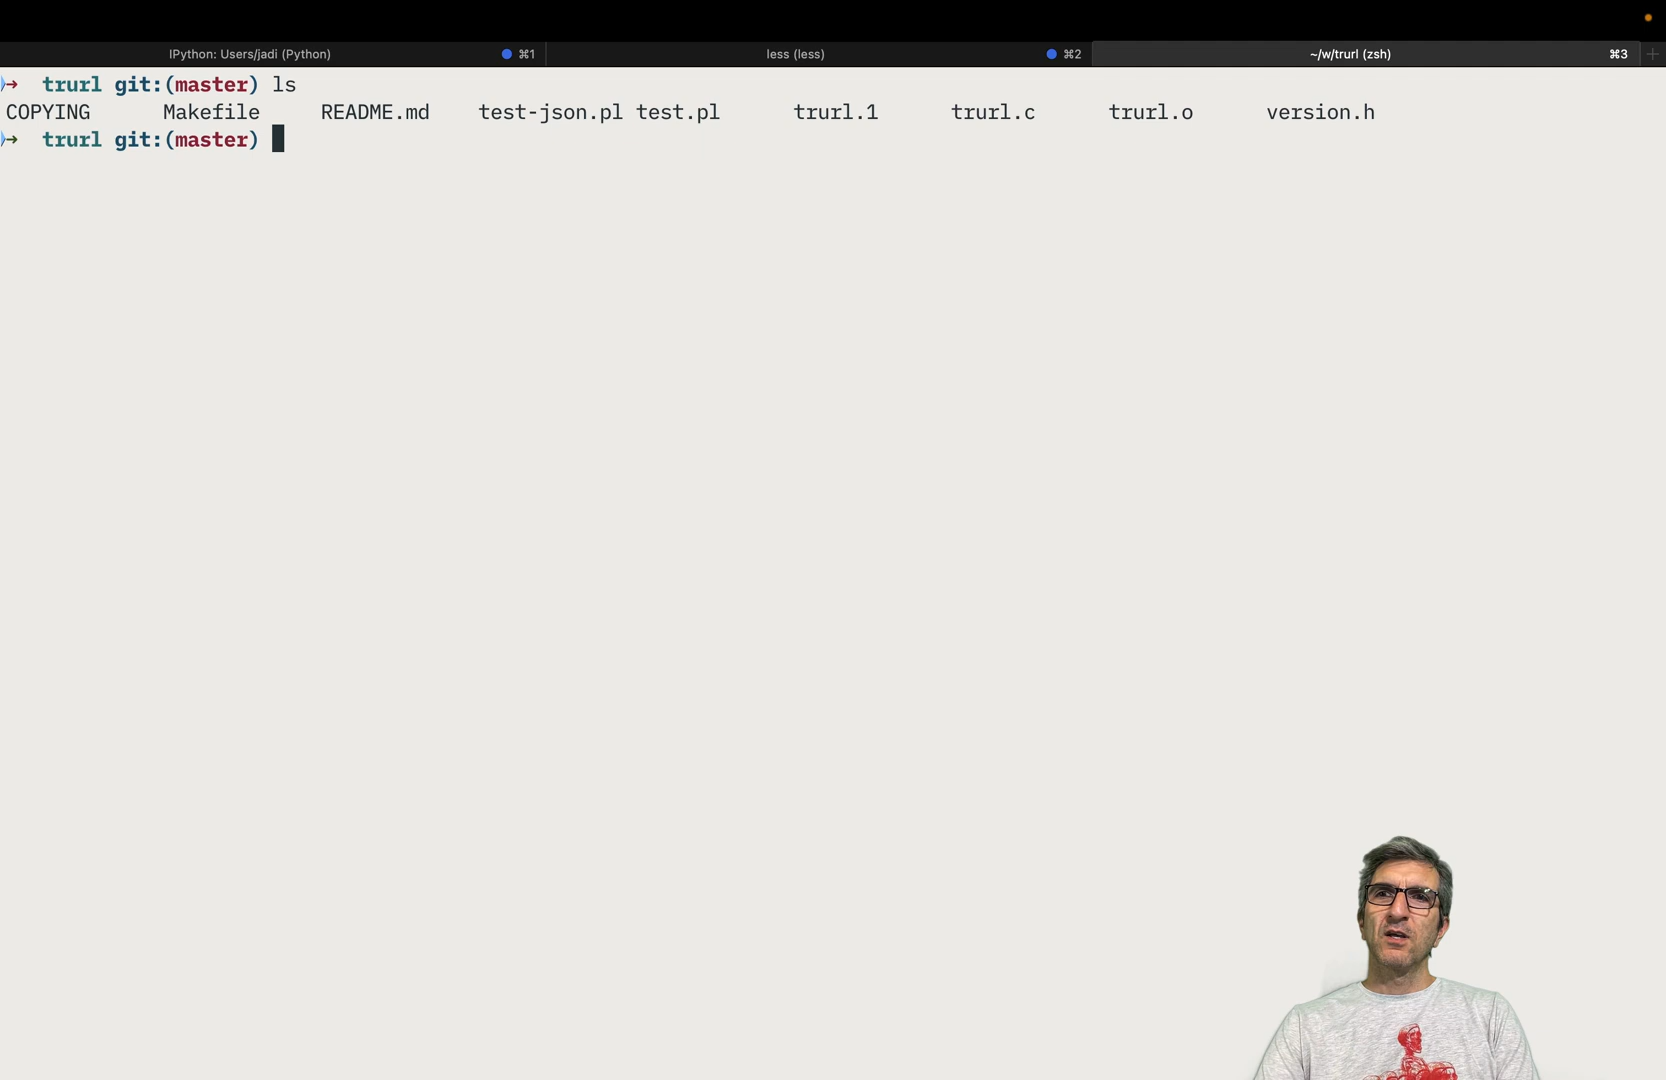 IPython: Users/jadi (Python) ⌘1 less (less) ⌘2 ~/w/trurl (zsh) ⌘3 +
→ trurl git:(master) ls
COPYING Makefile README.md test-json.pl test.pl trurl.1 trurl.c trurl.o version.h
→ trurl git:(master)